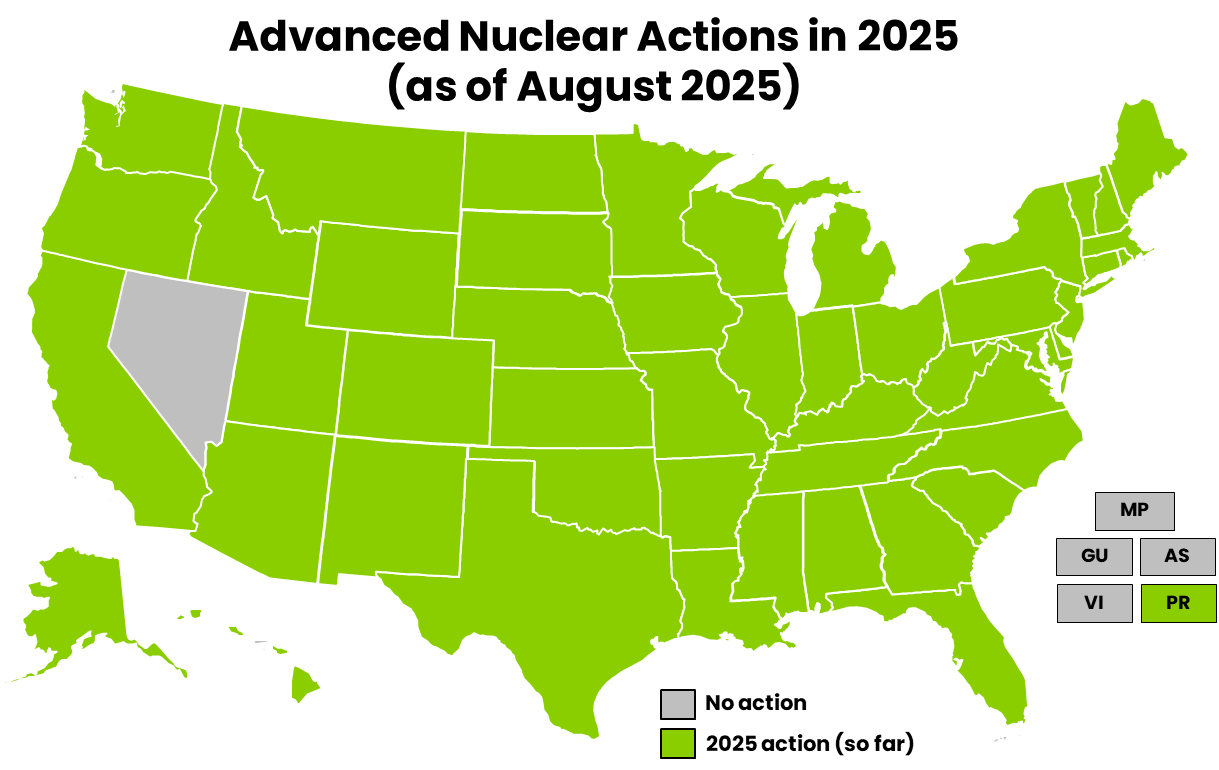 Advanced Nuclear Actions in 2025
(as of August 2025)
MP
GU
AS
VI
PR
No action
2025 action (so far)